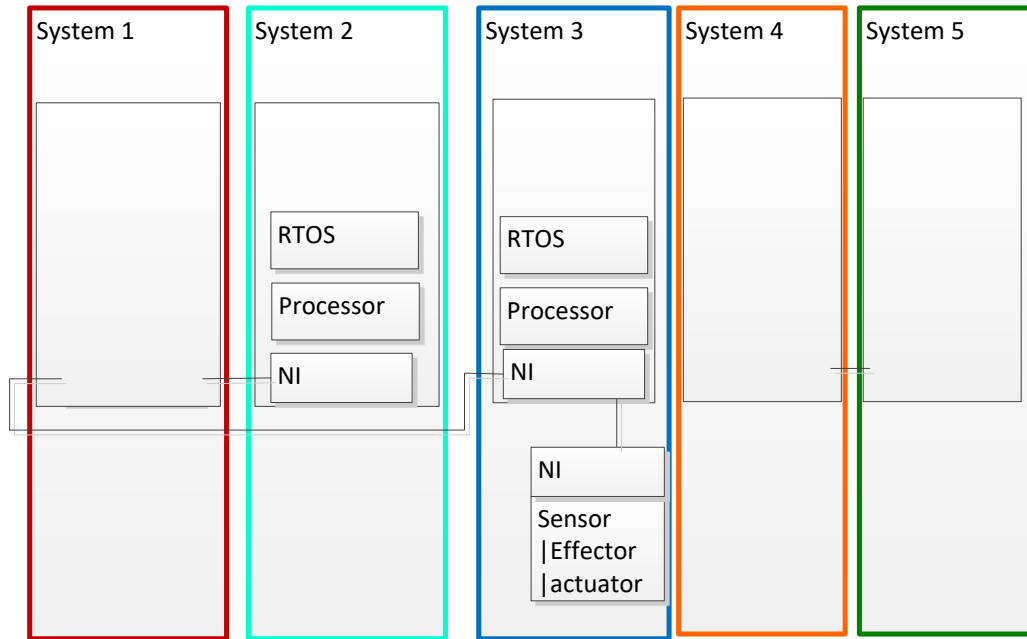 System 1
System 2
System 3
System 4
System 5
RTOS
Processor
NI
RTOS
Processor
NI
NI
Sensor
|Effector
|actuator